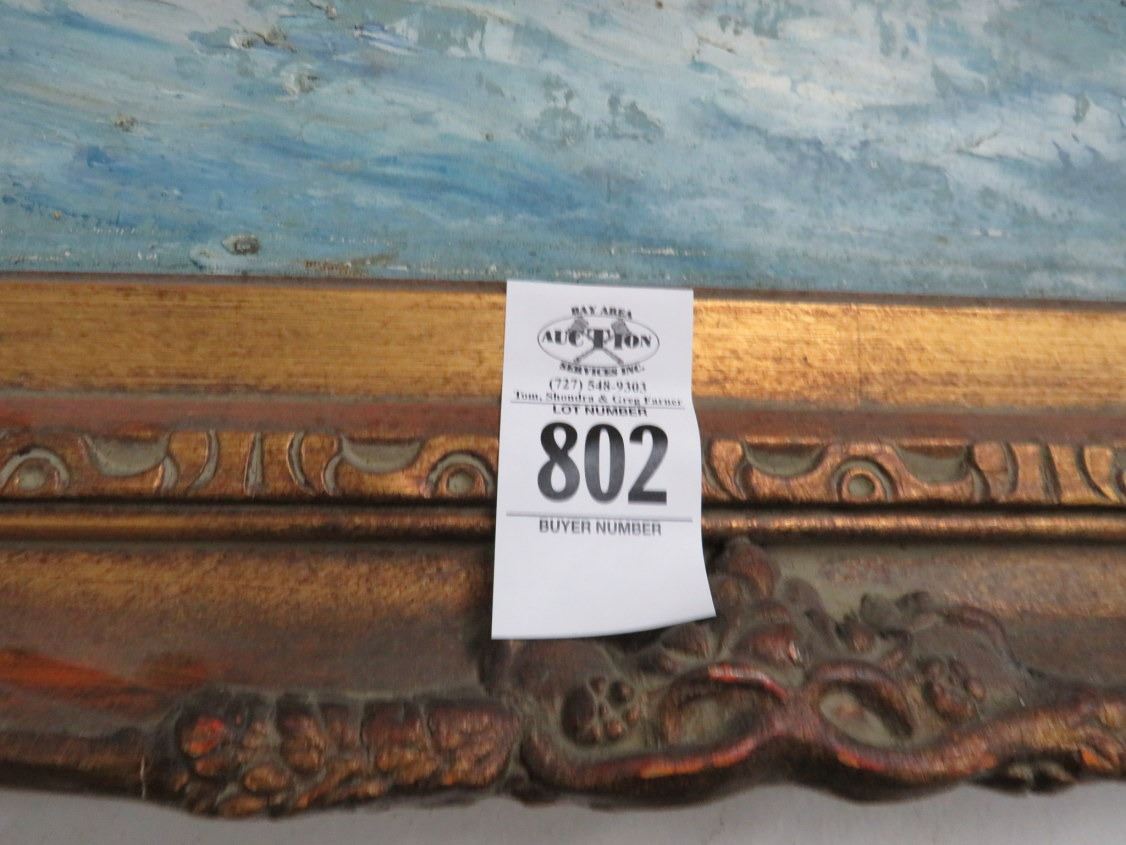 BAY AREA
AUCTION
SERVICES INC.
(727) 548-9303
Tom, Shondra & Greg Farner
LOT NUMBER
802
BUYER NUMBER